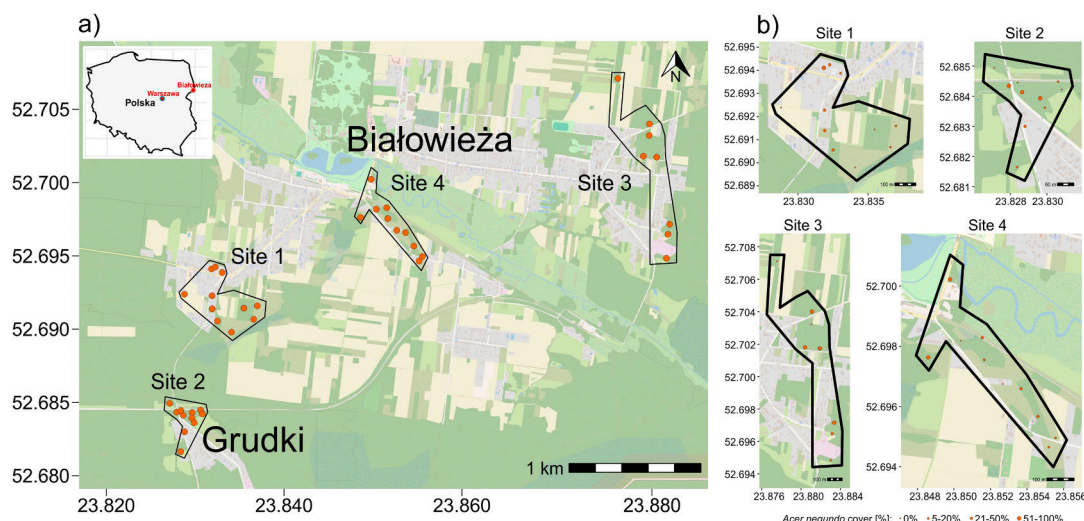 a)
Polska
Warszawa
Białowieża
N
Białowieża
Site 4
Site 3
Site 1
Site 2
Grudki
1 km
52.705
52.700
52.695
52.690
52.685
52.680
23.820 23.840 23.860 23.880
b)
Site 1
52.695
52.694
52.693
52.692
52.691
52.690
52.689
23.830 23.835
100 m
Site 2
52.685
52.684
52.683
52.682
52.681
23.828 23.830
60 m
Site 3
52.708
52.706
52.704
52.702
52.700
52.698
52.696
52.694
23.876 23.880 23.884
Site 4
52.700
52.698
52.696
52.694
23.848 23.850 23.852 23.854 23.856
100 m
Acer negundo cover [%]: 0% 5-20% 21-50% 51-100%